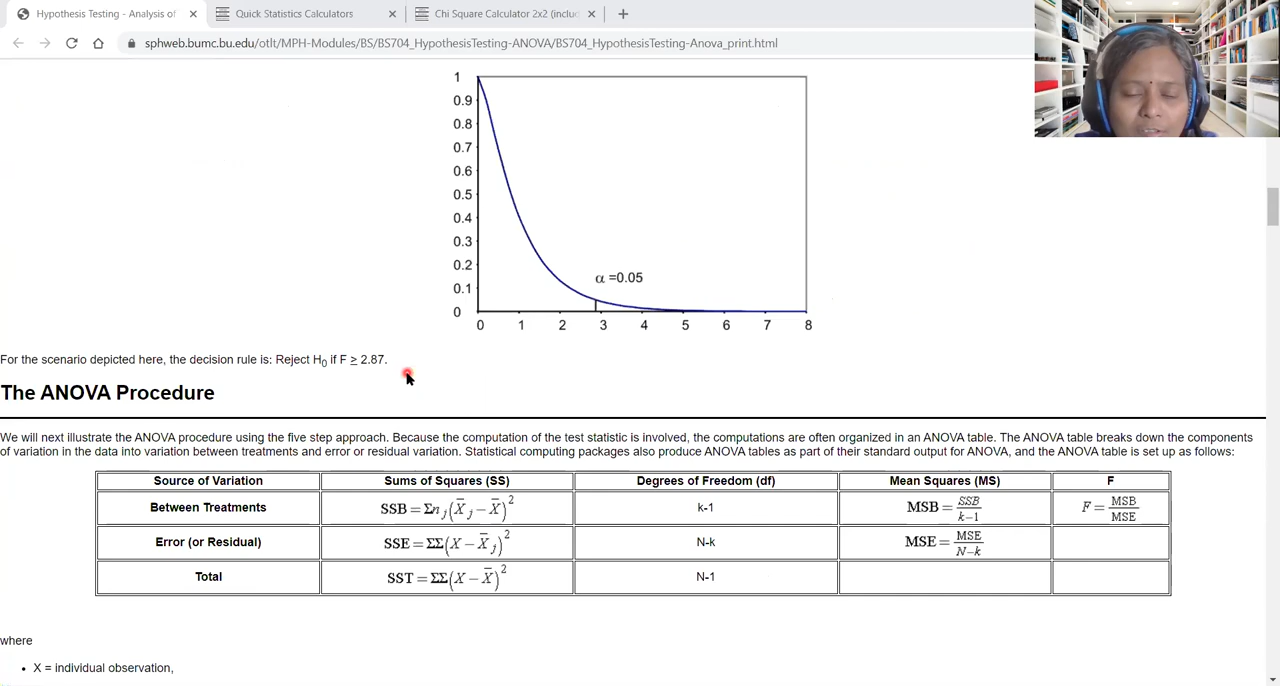 Hypothesis Testing - Analysis of
Quick Statistics Calculators
Chi Square Calculator 2x2 (inclu
sphweb.bumc.bu.edu/otlt/MPH-Modules/BS/BS704_HypothesisTesting-ANOVA/BS704_HypothesisTesting-Anova_print.html
1
0.9
0.8
0.7
0.6
0.5
0.4
0.3
0.2
0.1
0
α =0.05
0 1 2 3 4 5 6 7 8
For the scenario depicted here, the decision rule is: Reject H0 if F ≥ 2.87.
The ANOVA Procedure
We will next illustrate the ANOVA procedure using the five step approach. Because the computation of the test statistic is involved, the computations are often organized in an ANOVA table. The ANOVA table breaks down the components
of variation in the data into variation between treatments and error or residual variation. Statistical computing packages also produce ANOVA tables as part of their standard output for ANOVA, and the ANOVA table is set up as follows:
Source of Variation Sums of Squares (SS) Degrees of Freedom (df) Mean Squares (MS) F
Between Treatments SSB = Σnj(X̄j − X̄)² k-1 MSB = SSB/k−1 F = MSB/MSE
Error (or Residual) SSE = ΣΣ(X − X̄j)² N-k MSE = MSE/N−k
Total SST = ΣΣ(X − X̄)² N-1
where
• X = individual observation,